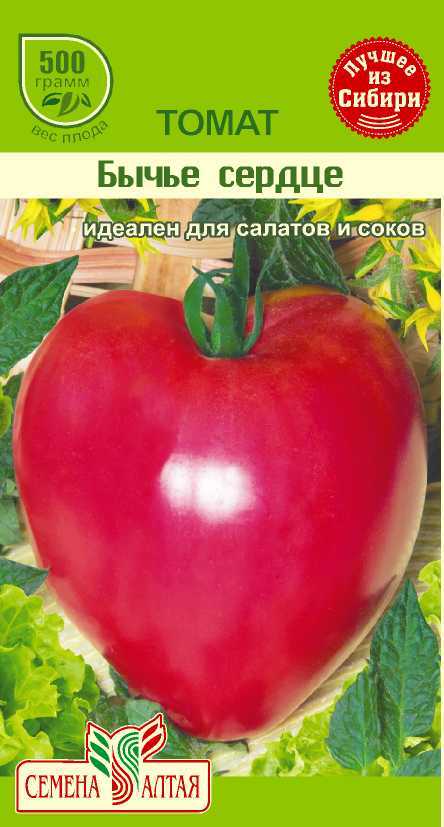 500
грамм
вес плода
Лучшее
из
Сибири
ТОМАТ
Бычье сердце
идеален для салатов и соков
СЕМЕНА АЛТАЯ